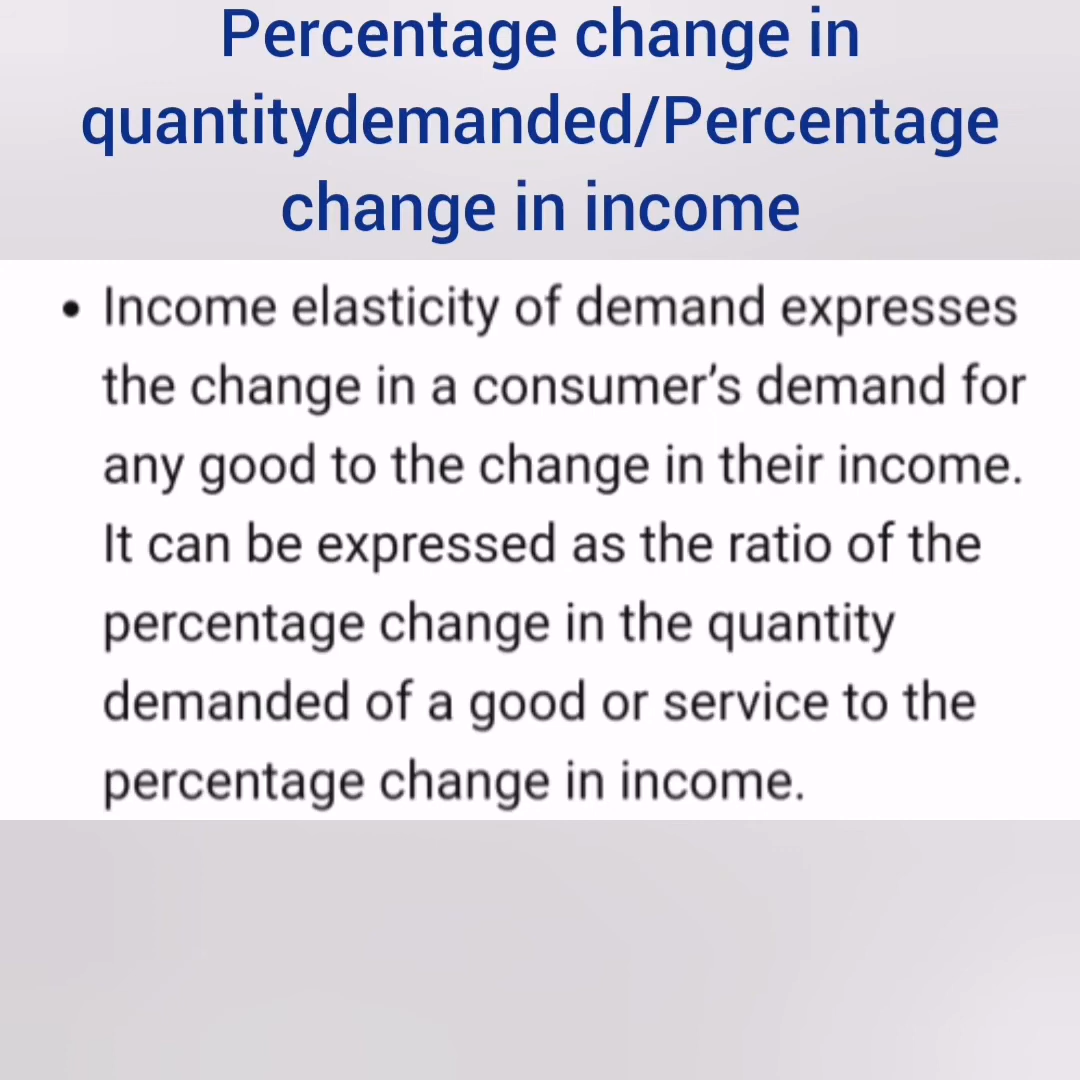 Percentage change in
quantitydemanded/Percentage
change in income
• Income elasticity of demand expresses
the change in a consumer’s demand for
any good to the change in their income.
It can be expressed as the ratio of the
percentage change in the quantity
demanded of a good or service to the
percentage change in income.